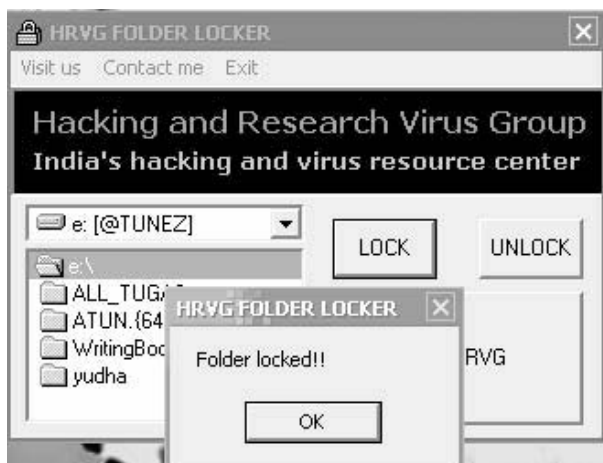 HRVG FOLDER LOCKER
Visit us Contact me Exit
Hacking and Research Virus Group
India's hacking and virus resource center
e: [@TUNEZ]
LOCK
UNLOCK
e:\
ALL_TUGAS
ATUN.{64
WritingBoo
yudha
RVG
HRVG FOLDER LOCKER
Folder locked!!
OK